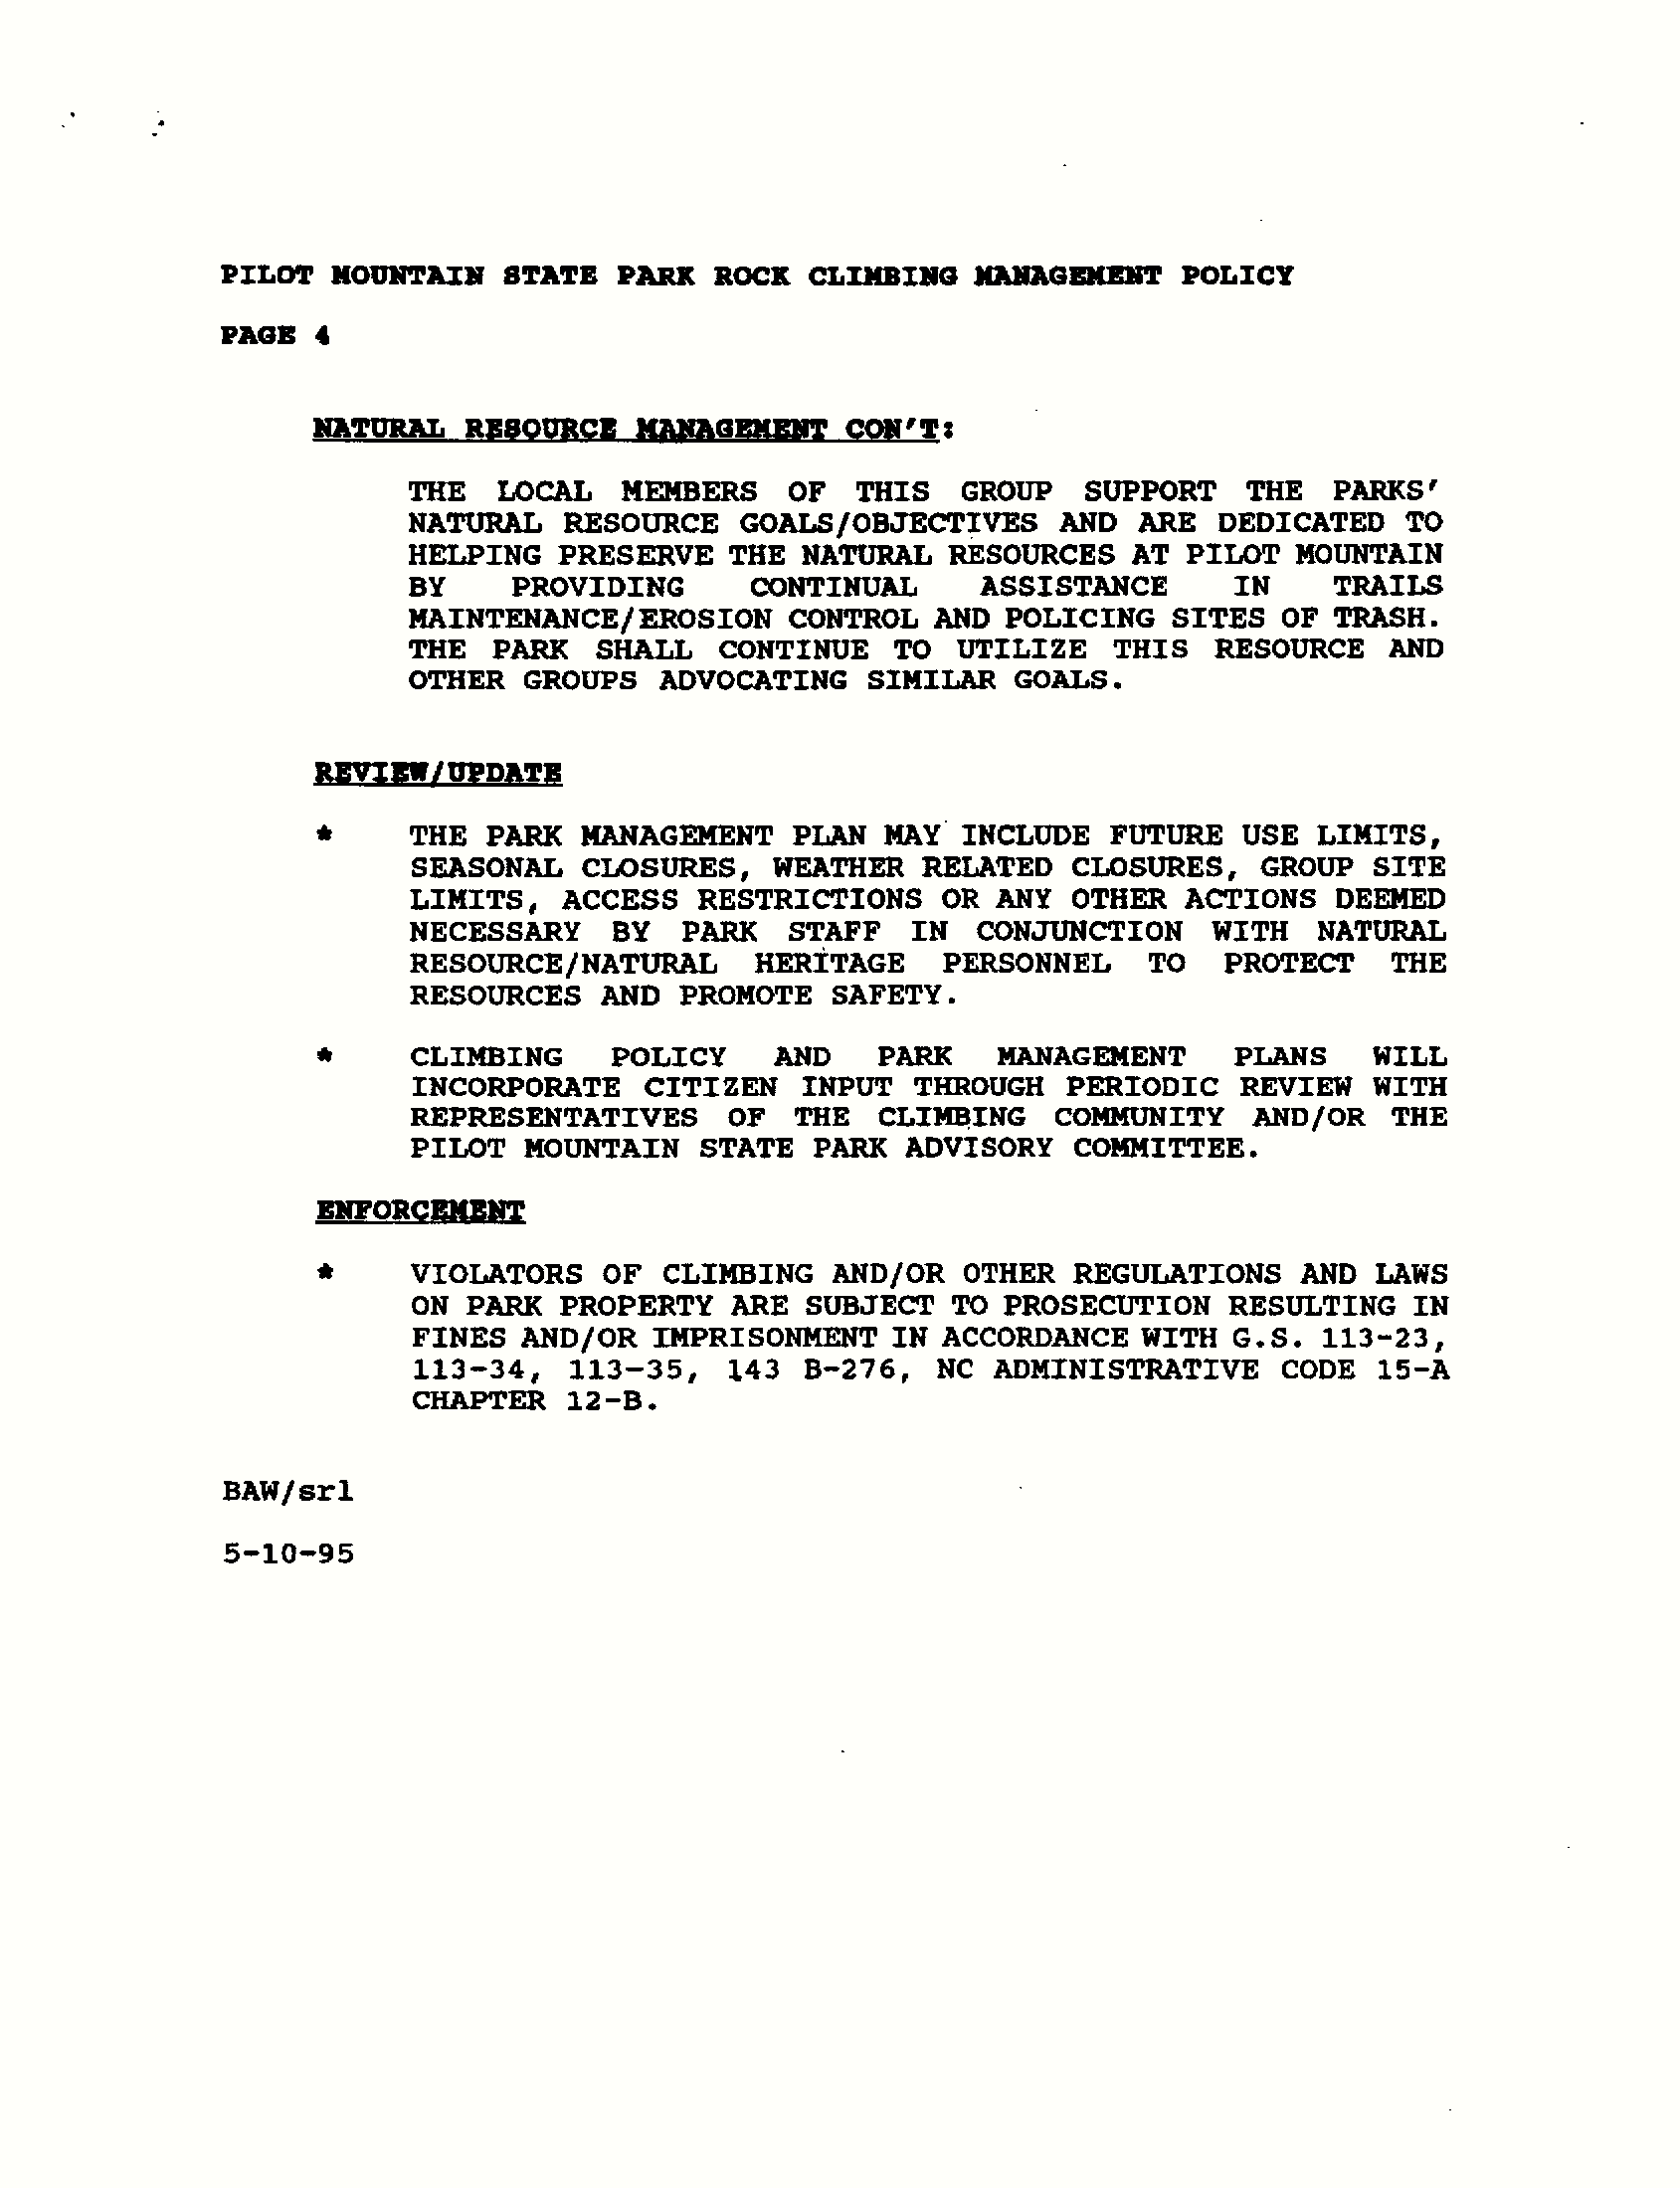 PILOT MOUNTAIN STATE PARK ROCK CLIMBING MANAGEMENT POLICY
PAGE 4
NATURAL RESOURCE MANAGEMENT CON'T:
THE LOCAL MEMBERS OF THIS GROUP SUPPORT THE PARKS'
NATURAL RESOURCE GOALS/OBJECTIVES AND ARE DEDICATED TO
HELPING PRESERVE THE NATURAL RESOURCES AT PILOT MOUNTAIN
BY PROVIDING CONTINUAL ASSISTANCE IN TRAILS
MAINTENANCE/EROSION CONTROL AND POLICING SITES OF TRASH.
THE PARK SHALL CONTINUE TO UTILIZE THIS RESOURCE AND
OTHER GROUPS ADVOCATING SIMILAR GOALS.
REVIEW/UPDATE
* THE PARK MANAGEMENT PLAN MAY INCLUDE FUTURE USE LIMITS,
SEASONAL CLOSURES, WEATHER RELATED CLOSURES, GROUP SITE
LIMITS, ACCESS RESTRICTIONS OR ANY OTHER ACTIONS DEEMED
NECESSARY BY PARK STAFF IN CONJUNCTION WITH NATURAL
RESOURCE/NATURAL HERITAGE PERSONNEL TO PROTECT THE
RESOURCES AND PROMOTE SAFETY.
* CLIMBING POLICY AND PARK MANAGEMENT PLANS WILL
INCORPORATE CITIZEN INPUT THROUGH PERIODIC REVIEW WITH
REPRESENTATIVES OF THE CLIMBING COMMUNITY AND/OR THE
PILOT MOUNTAIN STATE PARK ADVISORY COMMITTEE.
ENFORCEMENT
* VIOLATORS OF CLIMBING AND/OR OTHER REGULATIONS AND LAWS
ON PARK PROPERTY ARE SUBJECT TO PROSECUTION RESULTING IN
FINES AND/OR IMPRISONMENT IN ACCORDANCE WITH G.S. 113-23,
113-34, 113-35, 143 B-276, NC ADMINISTRATIVE CODE 15-A
CHAPTER 12-B.
BAW/srl
5-10-95